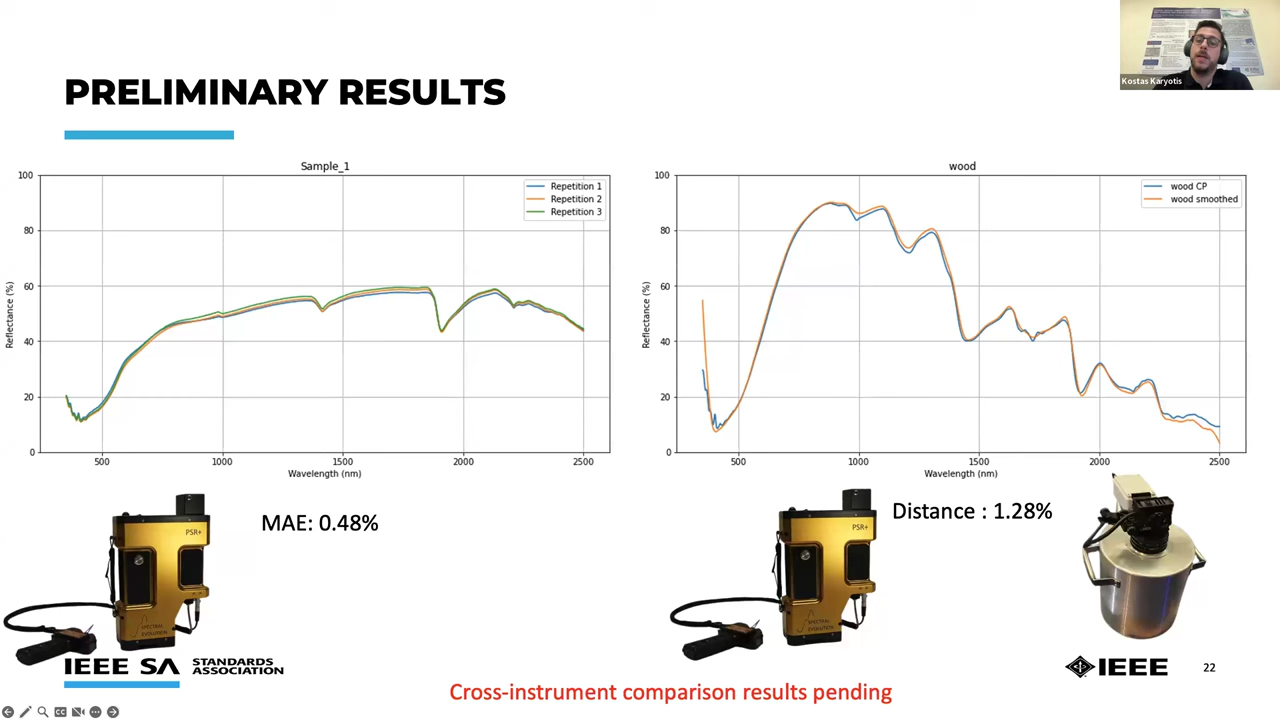 Kostas Karyotis
PRELIMINARY RESULTS
Sample_1
Reflectance (%)
100
80
60
40
20
0
500
1000
1500
2000
2500
Wavelength (nm)
Repetition 1
Repetition 2
Repetition 3
wood
Reflectance (%)
100
80
60
40
20
0
500
1000
1500
2000
2500
Wavelength (nm)
wood CP
wood smoothed
PSR+
SPECTRAL
EVOLUTION
MAE: 0.48%
PSR+
SPECTRAL
EVOLUTION
Distance : 1.28%
IEEE SA
STANDARDS
ASSOCIATION
IEEE
22
Cross-instrument comparison results pending